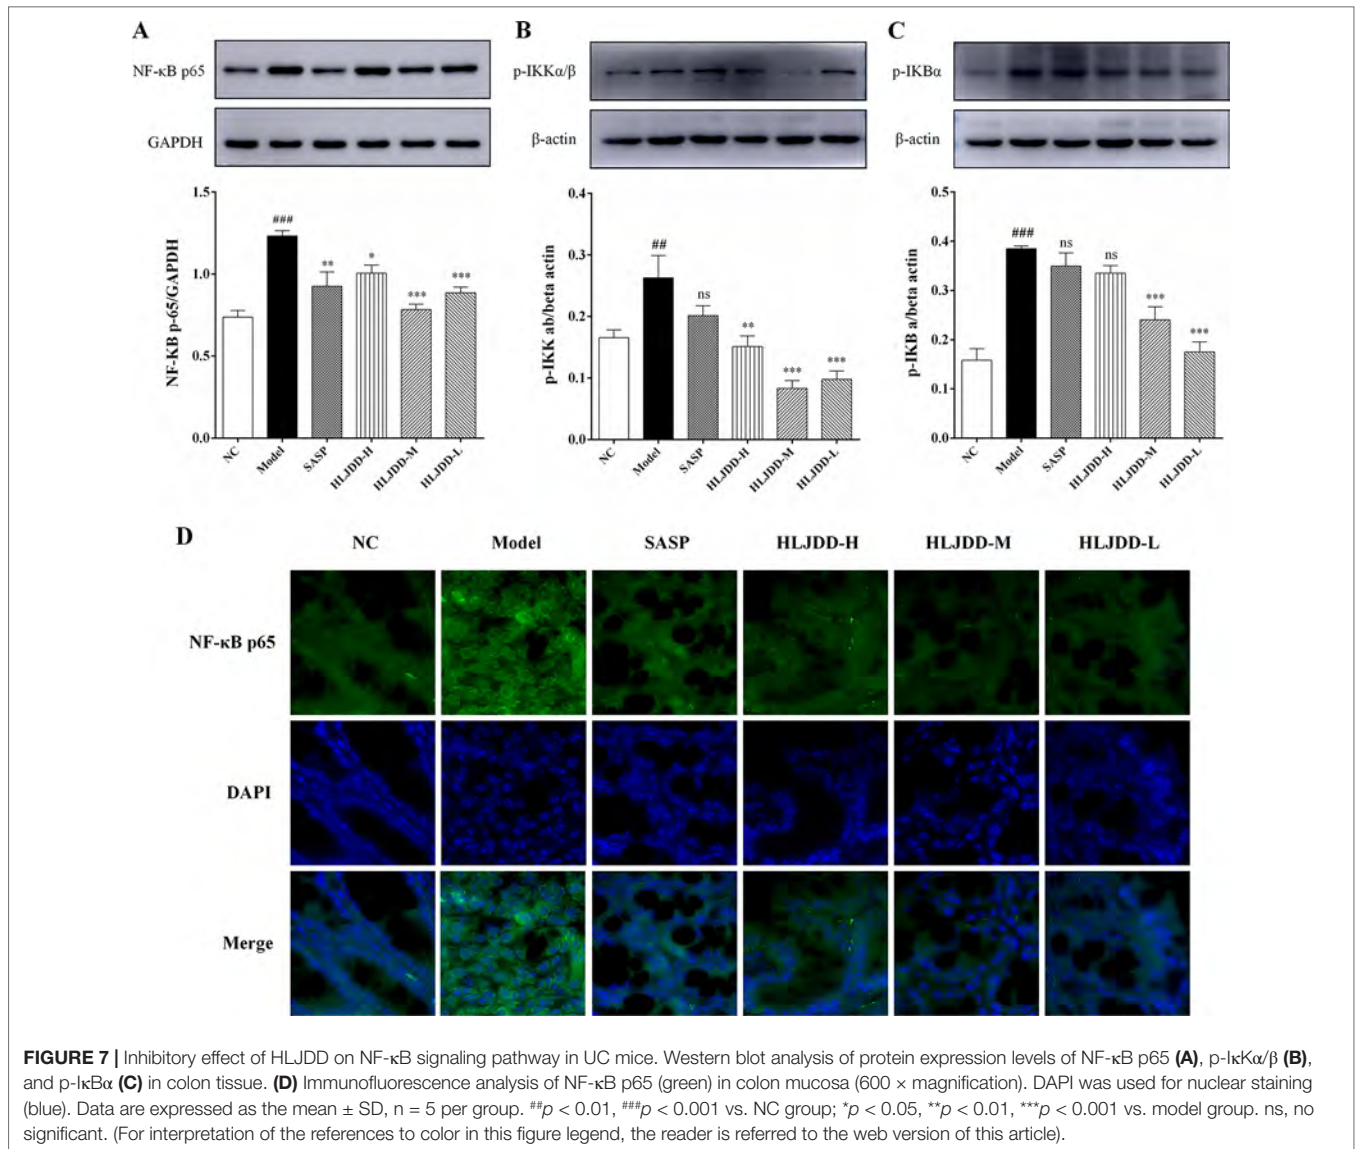 A
B
C
NF-κB p65
GAPDH
p-IKKα/β
β-actin
p-IKBα
β-actin
NF-KB p-65/GAPDH
1.5
1.0
0.5
0.0
###
**
*
***
***
NC
Model
SASP
HLJDD-H
HLJDD-M
HLJDD-L
p-IKK ab/beta actin
0.4
0.3
0.2
0.1
0.0
##
ns
**
***
***
NC
Model
SASP
HLJDD-H
HLJDD-M
HLJDD-L
p-IKB a/beta actin
0.5
0.4
0.3
0.2
0.1
0.0
###
ns
ns
***
***
NC
Model
SASP
HLJDD-H
HLJDD-M
HLJDD-L
D
NC Model SASP HLJDD-H HLJDD-M HLJDD-L
NF-κB p65
DAPI
Merge
FIGURE 7 | Inhibitory effect of HLJDD on NF-κB signaling pathway in UC mice. Western blot analysis of protein expression levels of NF-κB p65 (A), p-IκKα/β (B),
and p-IκBα (C) in colon tissue. (D) Immunofluorescence analysis of NF-κB p65 (green) in colon mucosa (600 × magnification). DAPI was used for nuclear staining
(blue). Data are expressed as the mean ± SD, n = 5 per group. ##p < 0.01, ###p < 0.001 vs. NC group; *p < 0.05, **p < 0.01, ***p < 0.001 vs. model group. ns, no
significant. (For interpretation of the references to color in this figure legend, the reader is referred to the web version of this article).